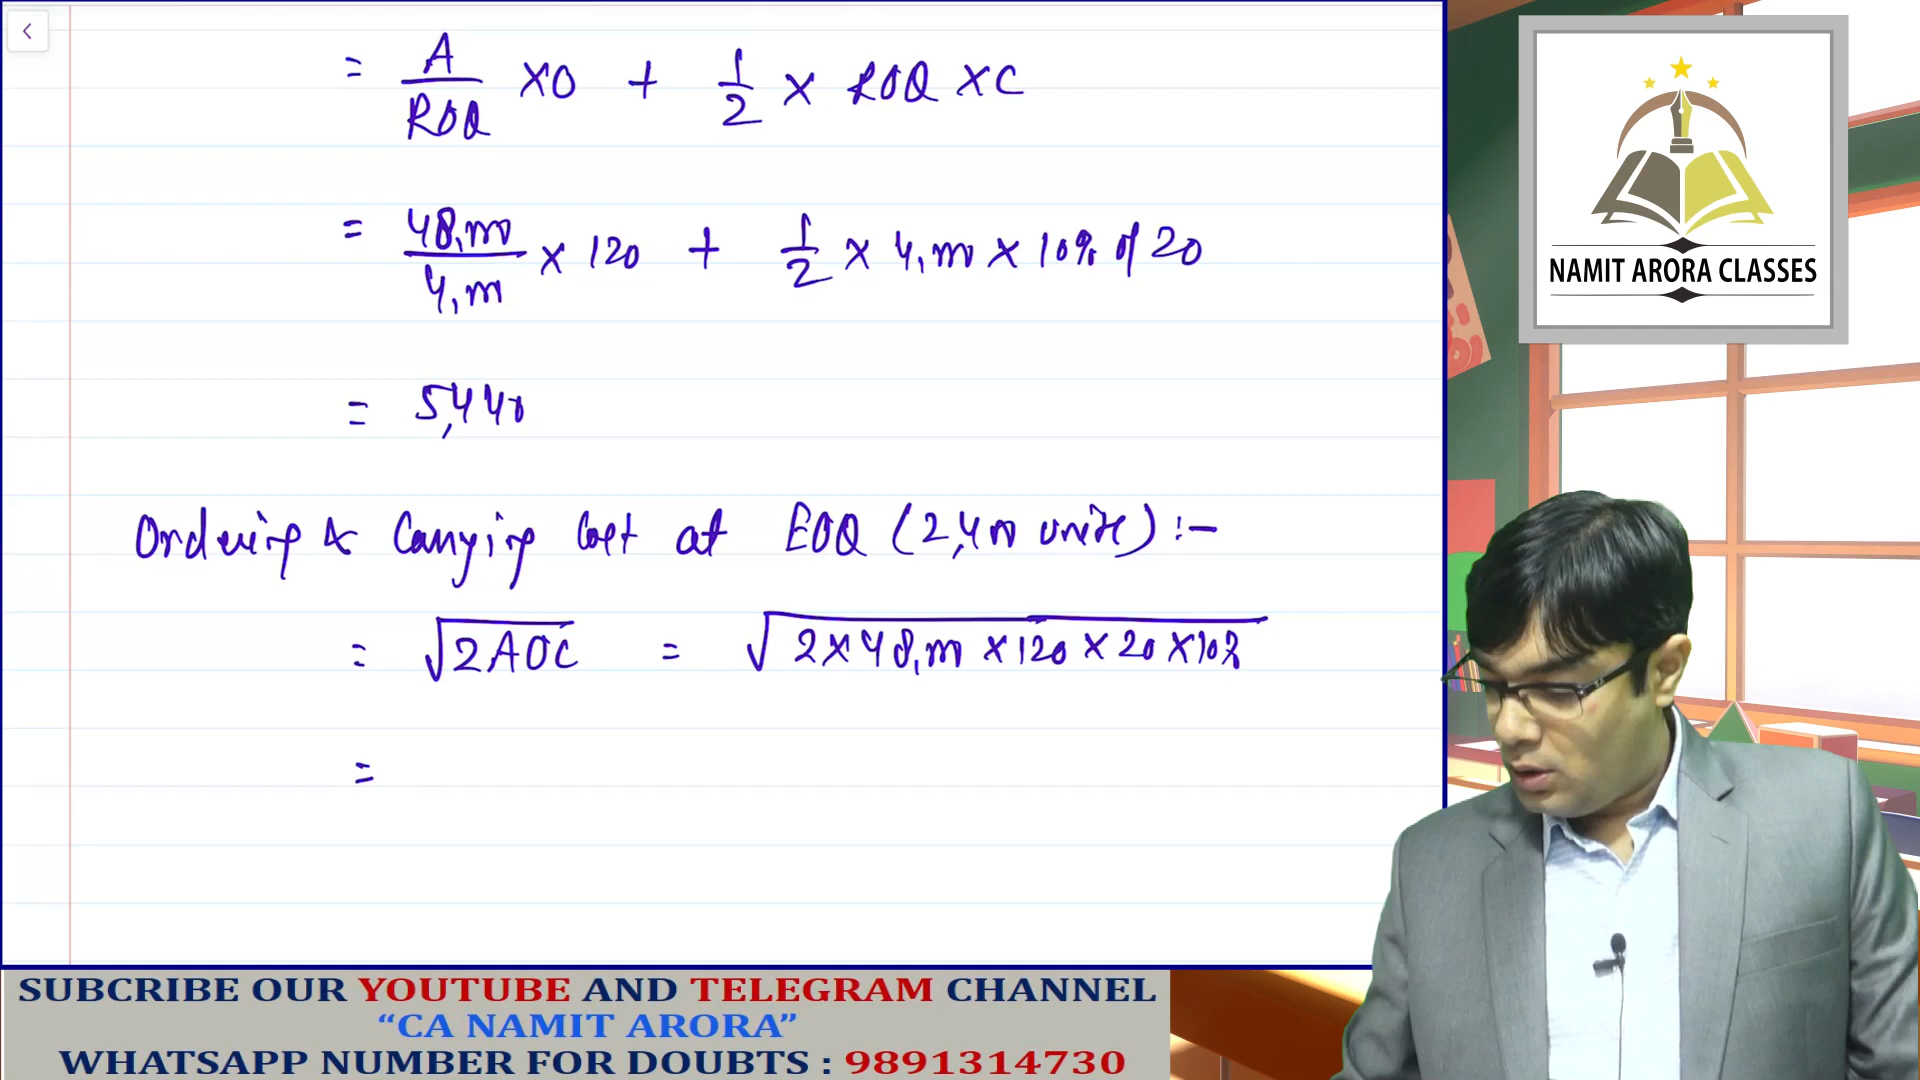 = A/ROQ × O + 1/2 × ROQ × C
= 48,000/4,000 × 120 + 1/2 × 4,000 × 10% of 20
= 5,440
Ordering & Carrying Cost at EOQ (2,400 units) :-
= √2AOC = √2 × 48,000 × 120 × 20 × 10%
=
NAMIT ARORA CLASSES
SUBCRIBE OUR YOUTUBE AND TELEGRAM CHANNEL
“CA NAMIT ARORA”
WHATSAPP NUMBER FOR DOUBTS : 9891314730